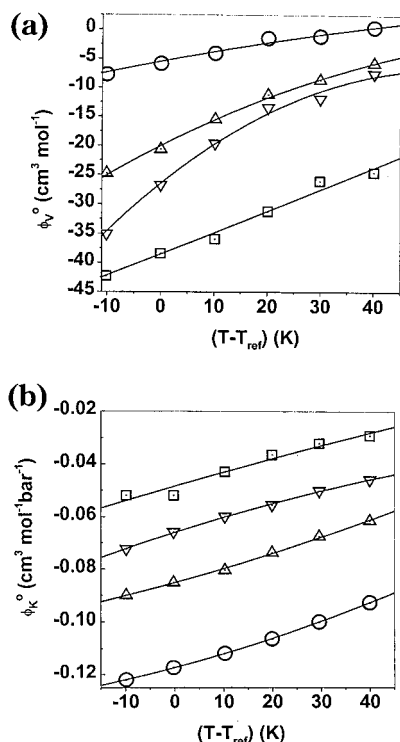 (a)
ϕV° (cm³ mol⁻¹)
0
-5
-10
-15
-20
-25
-30
-35
-40
-45
-10 0 10 20 30 40
(T-Tref) (K)
(b)
ϕK° (cm³ mol⁻¹bar⁻¹)
-0.02
-0.04
-0.06
-0.08
-0.10
-0.12
-10 0 10 20 30 40
(T-Tref) (K)